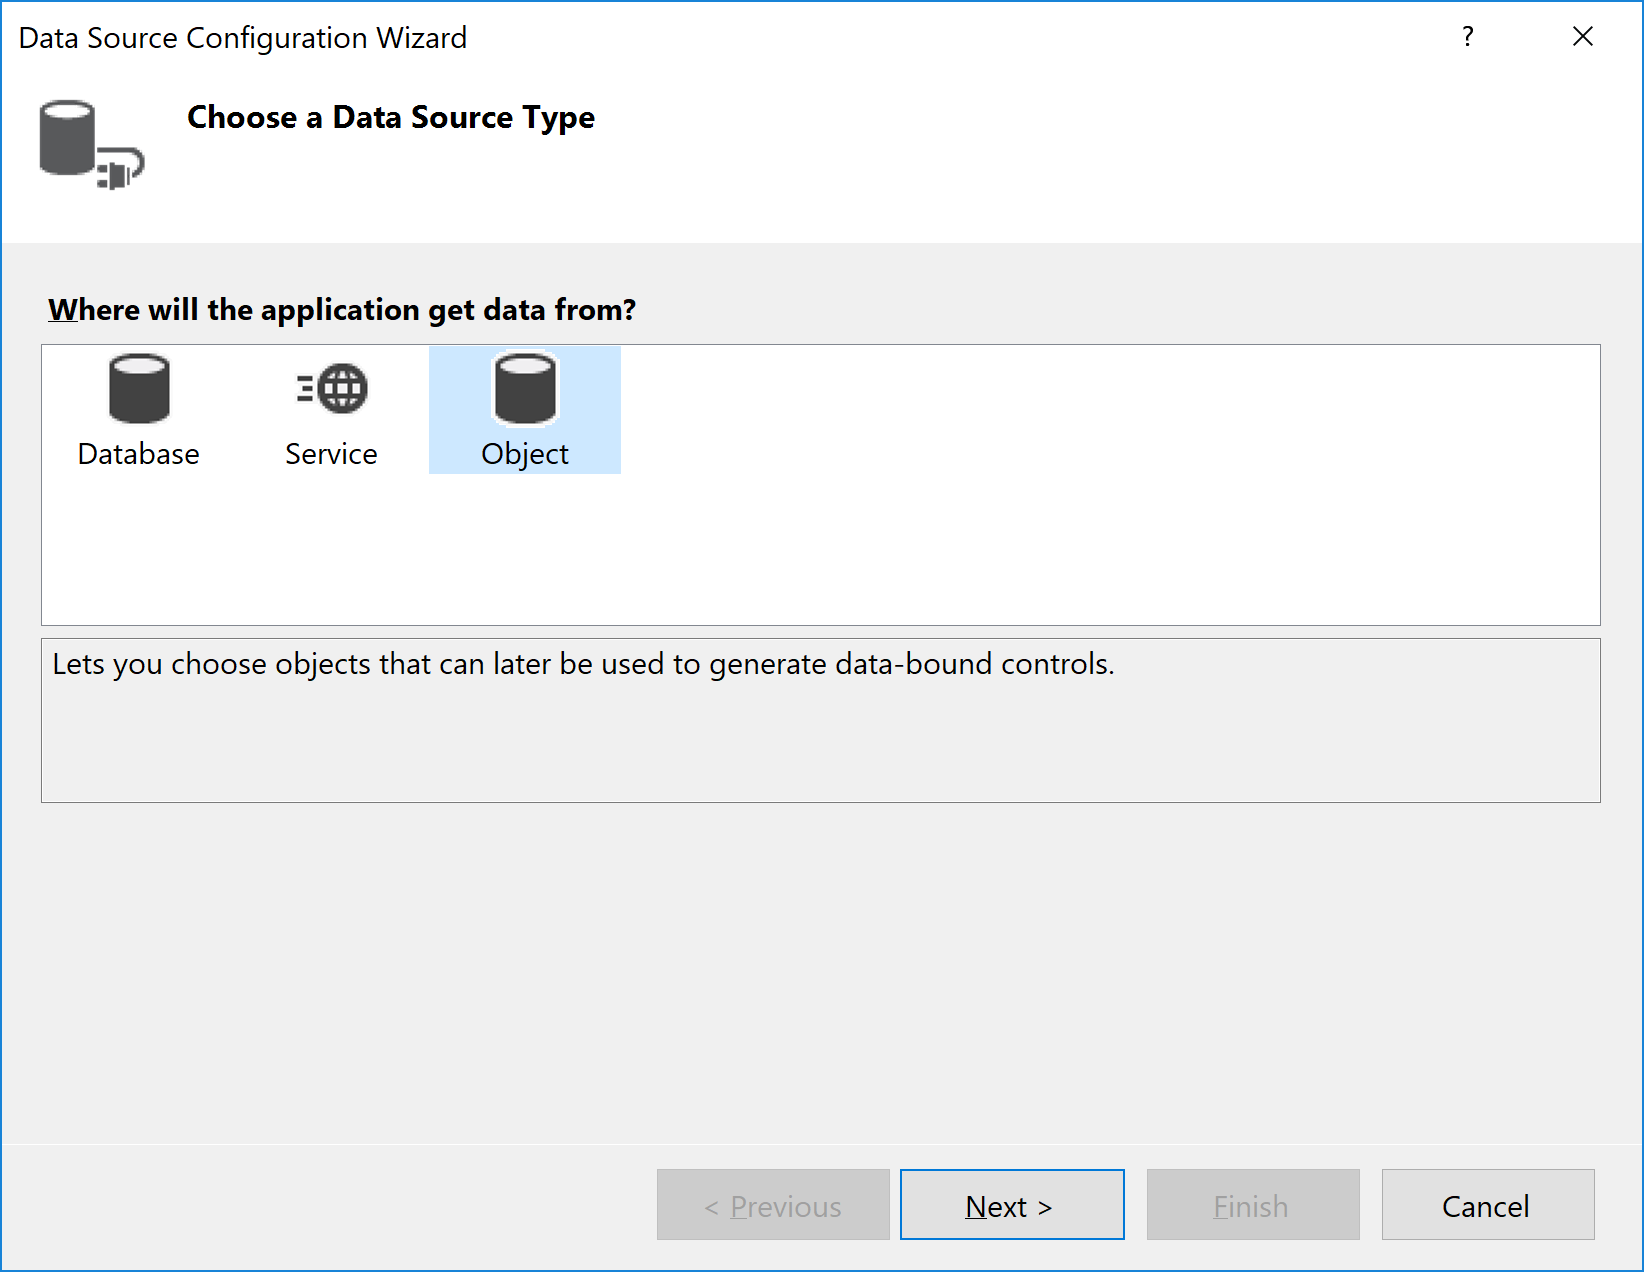 Data Source Configuration Wizard ?
Choose a Data Source Type
Where will the application get data from?
Database Service Object
Lets you choose objects that can later be used to generate data-bound controls.
< Previous Next > Finish Cancel